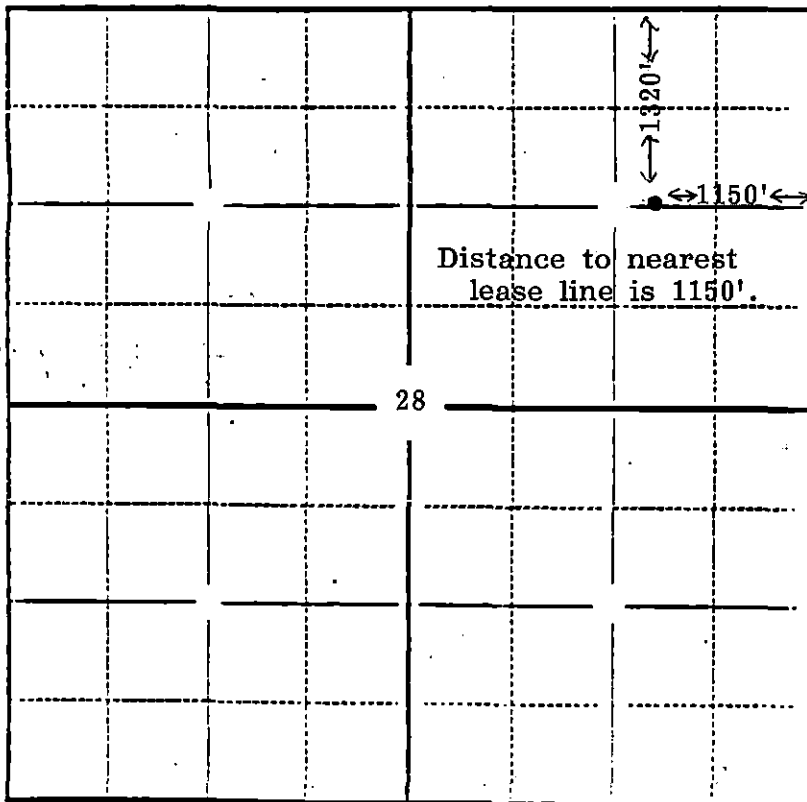 1320'
1150'
Distance to nearest
lease line is 1150'.
28